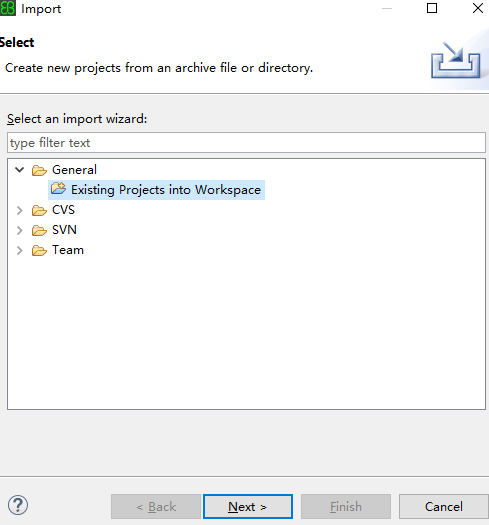 Import
Select
Create new projects from an archive file or directory.
Select an import wizard:
type filter text
General
Existing Projects into Workspace
CVS
SVN
Team
? < Back Next > Finish Cancel